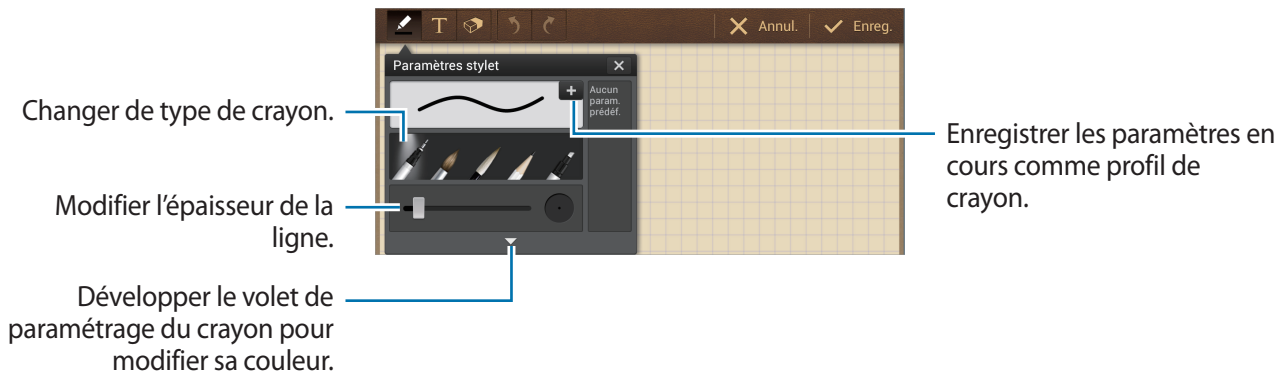 T
Annul.
Enreg.
Paramètres stylet
Aucun
param.
prédéf.
Changer de type de crayon.
Enregistrer les paramètres en
cours comme profil de
crayon.
Modifier l’épaisseur de la
ligne.
Développer le volet de
paramétrage du crayon pour
modifier sa couleur.